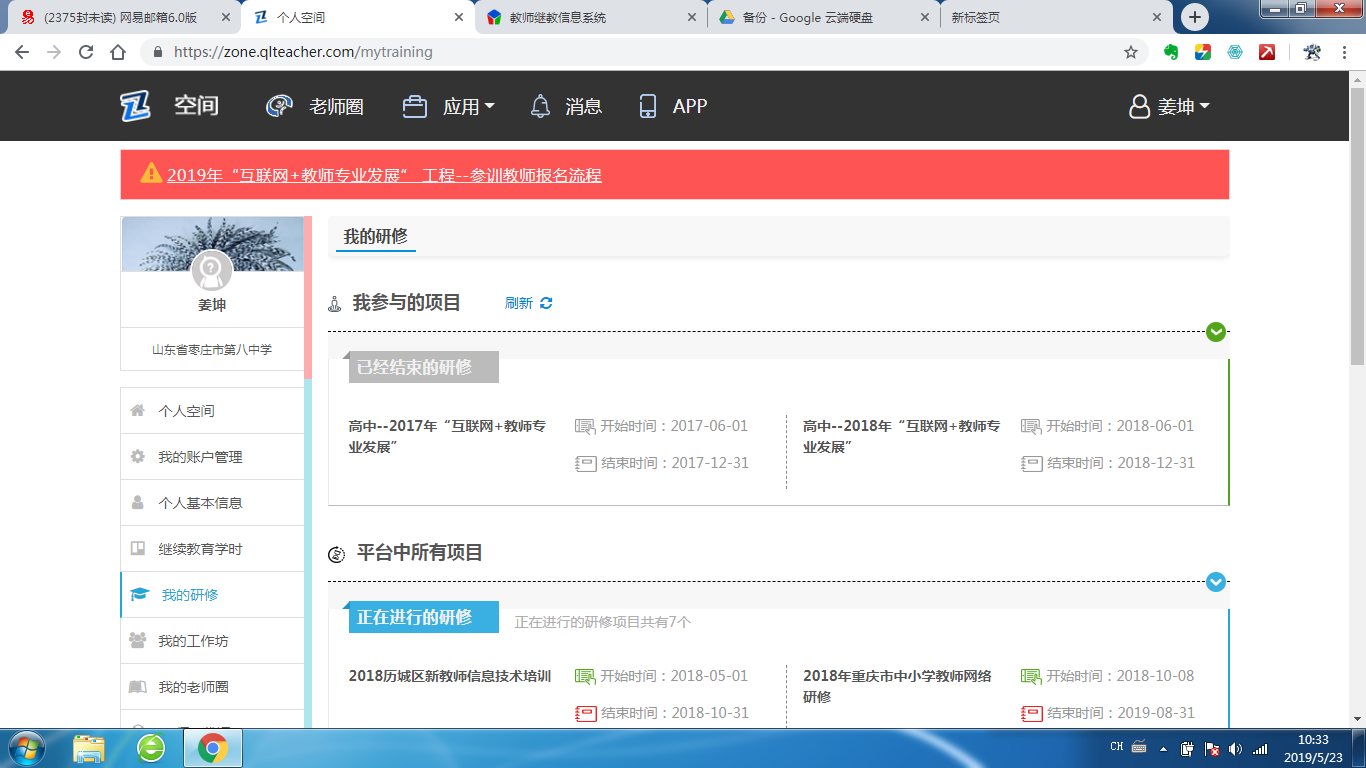 (2375封未读) 网易邮箱6.0版
个人空间
教师继教信息系统
备份 - Google 云端硬盘
新标签页
https://zone.qlteacher.com/mytraining
空间
老师圈
应用
消息
APP
姜坤
2019年“互联网+教师专业发展” 工程--参训教师报名流程
姜坤
山东省枣庄市第八中学
个人空间
我的账户管理
个人基本信息
继续教育学时
我的研修
我的工作坊
我的老师圈
我的研修
我参与的项目
刷新
已经结束的研修
高中--2017年“互联网+教师专
业发展”
开始时间：2017-06-01
结束时间：2017-12-31
高中--2018年“互联网+教师专
业发展”
开始时间：2018-06-01
结束时间：2018-12-31
平台中所有项目
正在进行的研修
正在进行的研修项目共有7个
2018历城区新教师信息技术培训
开始时间：2018-05-01
结束时间：2018-10-31
2018年重庆市中小学教师网络
研修
开始时间：2018-10-08
结束时间：2019-08-31
CH
10:33
2019/5/23